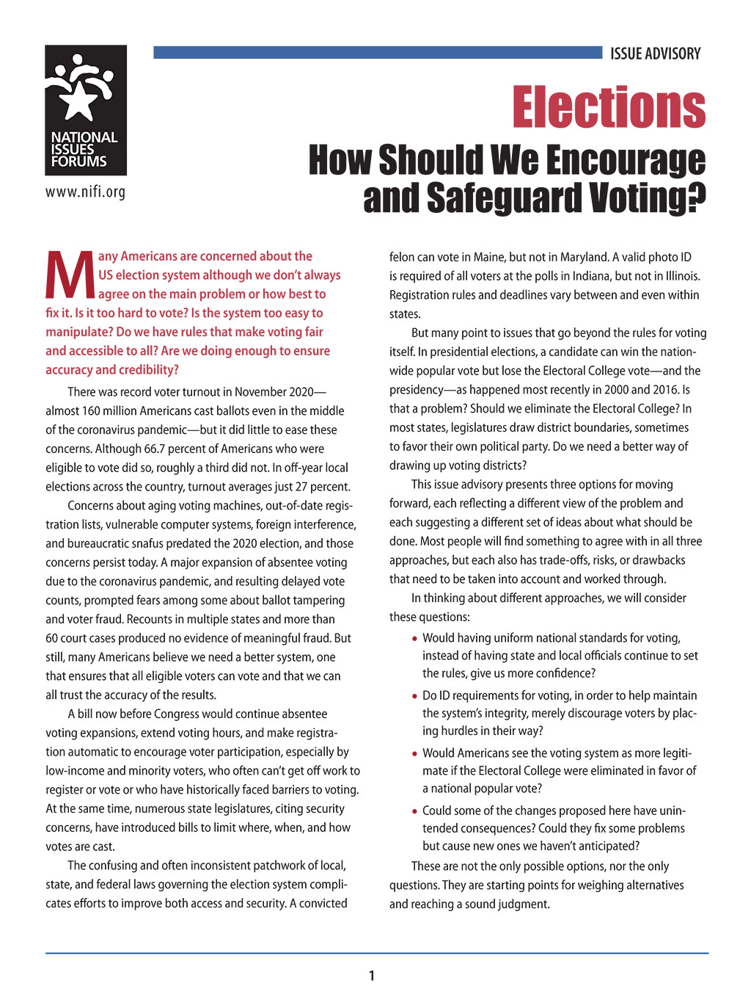 NATIONAL
ISSUES
FORUMS
www.nifi.org
ISSUE ADVISORY
Elections
How Should We Encourage
and Safeguard Voting?
Many Americans are concerned about the
US election system although we don’t always
agree on the main problem or how best to
fix it. Is it too hard to vote? Is the system too easy to
manipulate? Do we have rules that make voting fair
and accessible to all? Are we doing enough to ensure
accuracy and credibility?
There was record voter turnout in November 2020—
almost 160 million Americans cast ballots even in the middle
of the coronavirus pandemic—but it did little to ease these
concerns. Although 66.7 percent of Americans who were
eligible to vote did so, roughly a third did not. In off-year local
elections across the country, turnout averages just 27 percent.
Concerns about aging voting machines, out-of-date regis-
tration lists, vulnerable computer systems, foreign interference,
and bureaucratic snafus predated the 2020 election, and those
concerns persist today. A major expansion of absentee voting
due to the coronavirus pandemic, and resulting delayed vote
counts, prompted fears among some about ballot tampering
and voter fraud. Recounts in multiple states and more than
60 court cases produced no evidence of meaningful fraud. But
still, many Americans believe we need a better system, one
that ensures that all eligible voters can vote and that we can
all trust the accuracy of the results.
A bill now before Congress would continue absentee
voting expansions, extend voting hours, and make registra-
tion automatic to encourage voter participation, especially by
low-income and minority voters, who often can’t get off work to
register or vote or who have historically faced barriers to voting.
At the same time, numerous state legislatures, citing security
concerns, have introduced bills to limit where, when, and how
votes are cast.
The confusing and often inconsistent patchwork of local,
state, and federal laws governing the election system compli-
cates efforts to improve both access and security. A convicted
felon can vote in Maine, but not in Maryland. A valid photo ID
is required of all voters at the polls in Indiana, but not in Illinois.
Registration rules and deadlines vary between and even within
states.
But many point to issues that go beyond the rules for voting
itself. In presidential elections, a candidate can win the nation-
wide popular vote but lose the Electoral College vote—and the
presidency—as happened most recently in 2000 and 2016. Is
that a problem? Should we eliminate the Electoral College? In
most states, legislatures draw district boundaries, sometimes
to favor their own political party. Do we need a better way of
drawing up voting districts?
This issue advisory presents three options for moving
forward, each reflecting a different view of the problem and
each suggesting a different set of ideas about what should be
done. Most people will find something to agree with in all three
approaches, but each also has trade-offs, risks, or drawbacks
that need to be taken into account and worked through.
In thinking about different approaches, we will consider
these questions:
• Would having uniform national standards for voting,
instead of having state and local officials continue to set
the rules, give us more confidence?
• Do ID requirements for voting, in order to help maintain
the system’s integrity, merely discourage voters by plac-
ing hurdles in their way?
• Would Americans see the voting system as more legiti-
mate if the Electoral College were eliminated in favor of
a national popular vote?
• Could some of the changes proposed here have unin-
tended consequences? Could they fix some problems
but cause new ones we haven’t anticipated?
These are not the only possible options, nor the only
questions. They are starting points for weighing alternatives
and reaching a sound judgment.
1